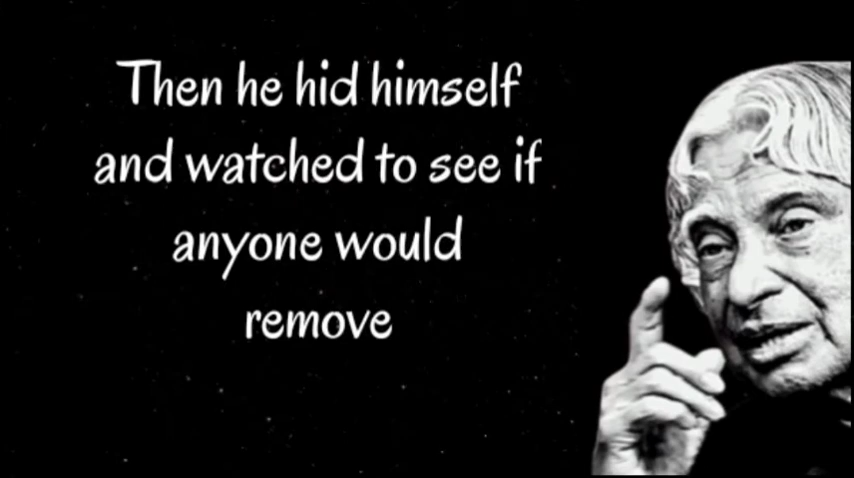 Then he hid himself
and watched to see if
anyone would
remove